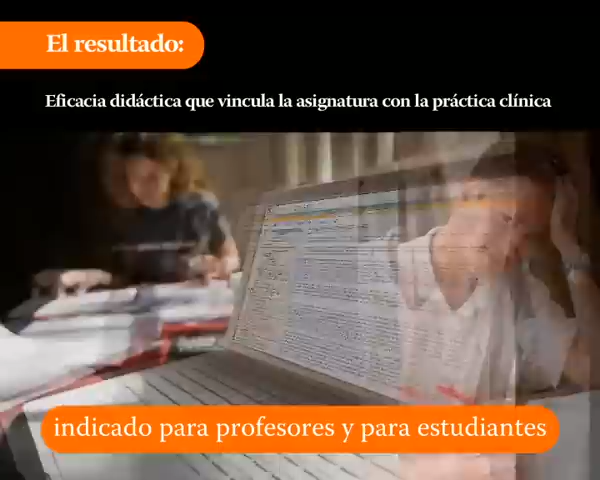 El resultado:
Eficacia didáctica que vincula la asignatura con la práctica clínica
indicado para profesores y para estudiantes